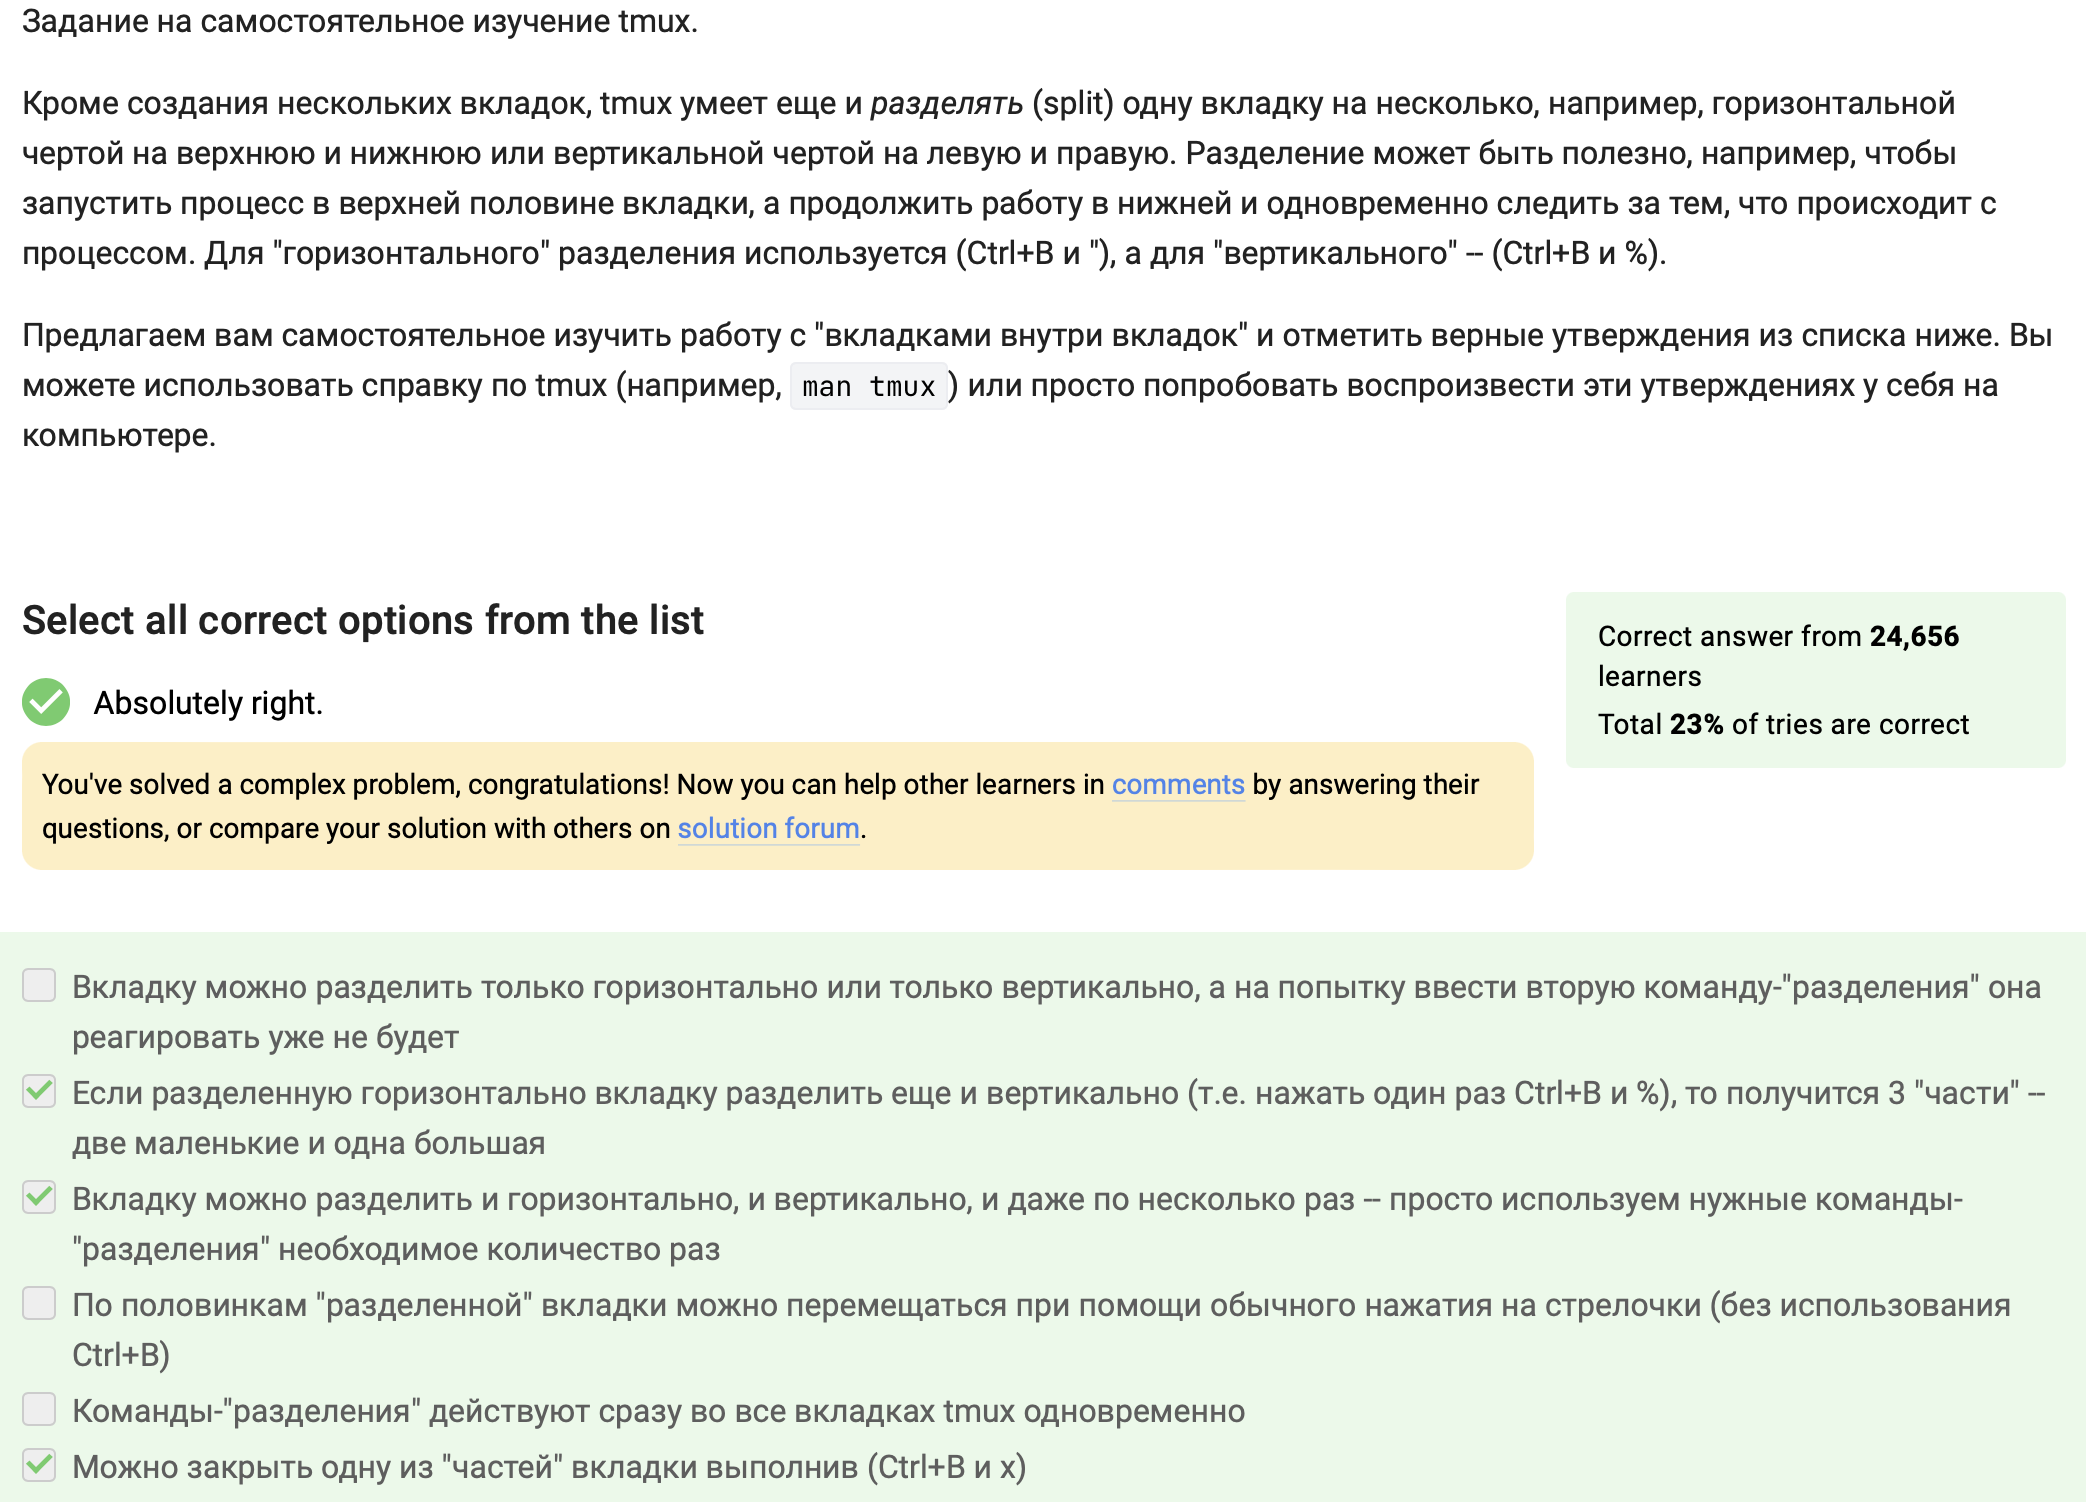 Задание на самостоятельное изучение tmux.
Кроме создания нескольких вкладок, tmux умеет еще и разделять (split) одну вкладку на несколько, например, горизонтальной
чертой на верхнюю и нижнюю или вертикальной чертой на левую и правую. Разделение может быть полезно, например, чтобы
запустить процесс в верхней половине вкладки, а продолжить работу в нижней и одновременно следить за тем, что происходит с
процессом. Для "горизонтального" разделения используется (Ctrl+B и "), а для "вертикального" -- (Ctrl+B и %).
Предлагаем вам самостоятельное изучить работу с "вкладками внутри вкладок" и отметить верные утверждения из списка ниже. Вы
можете использовать справку по tmux (например, man tmux) или просто попробовать воспроизвести эти утверждениях у себя на
компьютере.
Select all correct options from the list
Absolutely right.
You've solved a complex problem, congratulations! Now you can help other learners in comments by answering their
questions, or compare your solution with others on solution forum.
Correct answer from 24,656
learners
Total 23% of tries are correct
Вкладку можно разделить только горизонтально или только вертикально, а на попытку ввести вторую команду-"разделения" она
реагировать уже не будет
Если разделенную горизонтально вкладку разделить еще и вертикально (т.е. нажать один раз Ctrl+B и %), то получится 3 "части" --
две маленькие и одна большая
Вкладку можно разделить и горизонтально, и вертикально, и даже по несколько раз -- просто используем нужные команды-
"разделения" необходимое количество раз
По половинкам "разделенной" вкладки можно перемещаться при помощи обычного нажатия на стрелочки (без использования
Ctrl+B)
Команды-"разделения" действуют сразу во все вкладках tmux одновременно
Можно закрыть одну из "частей" вкладки выполнив (Ctrl+B и x)